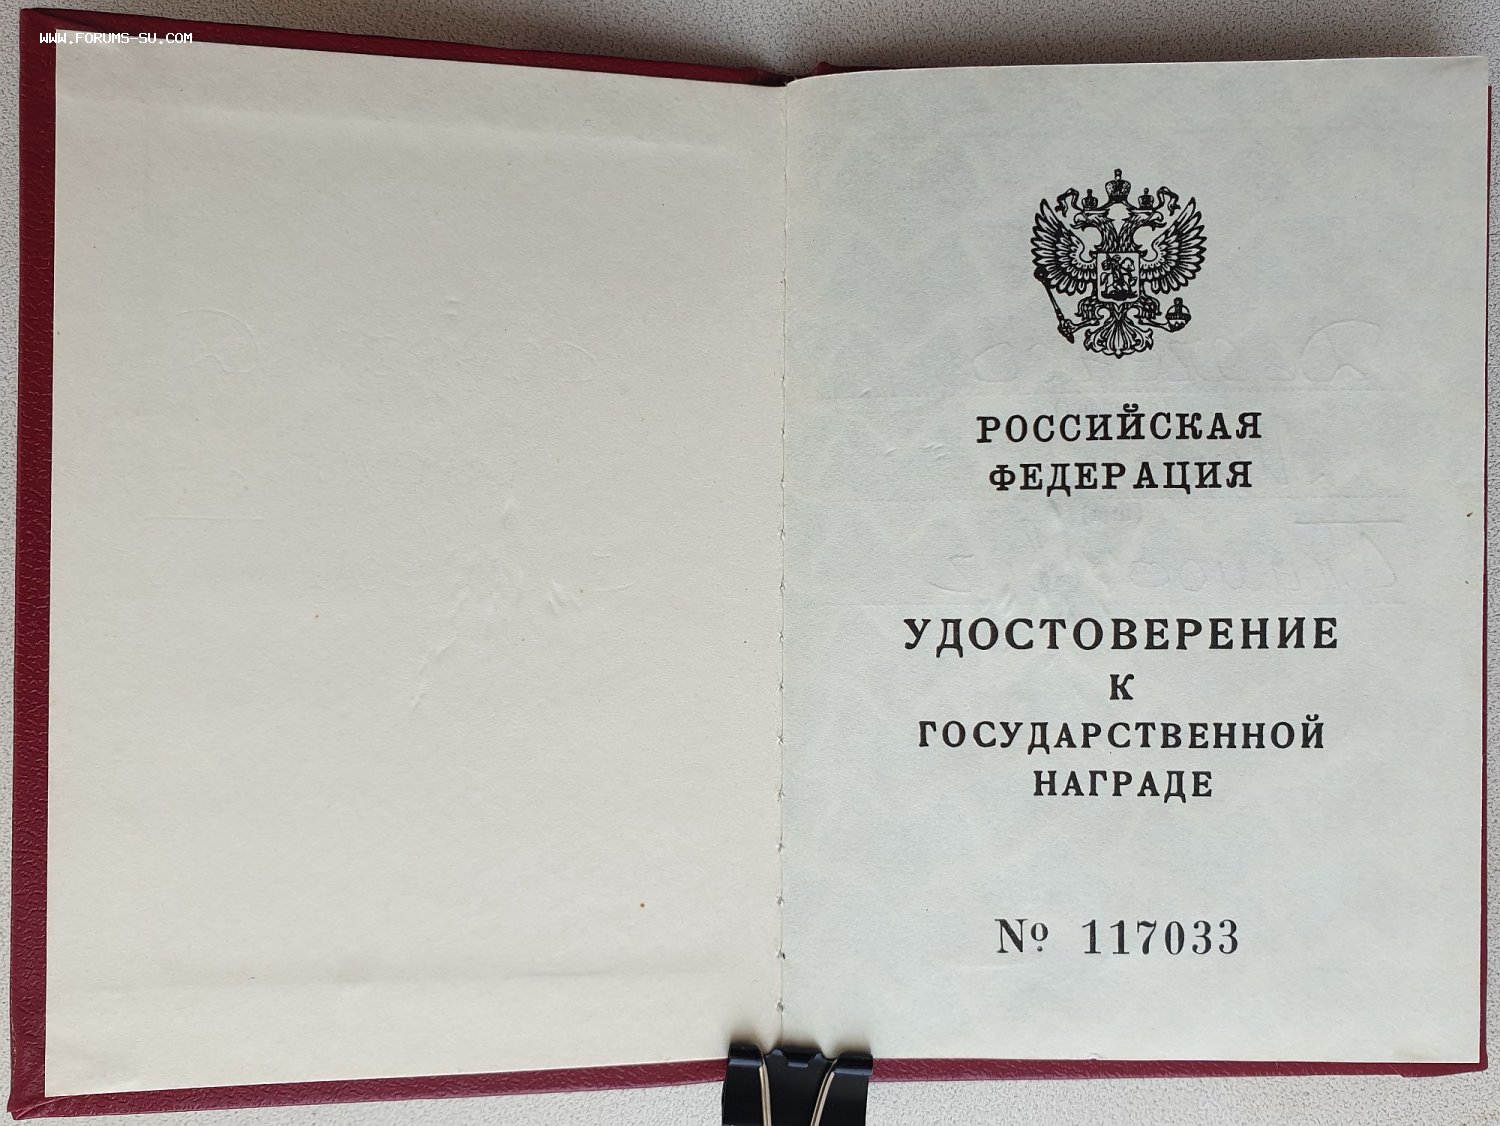 www.forums-su.com
РОССИЙСКАЯ
ФЕДЕРАЦИЯ
УДОСТОВЕРЕНИЕ
К
ГОСУДАРСТВЕННОЙ
НАГРАДЕ
№ 117033